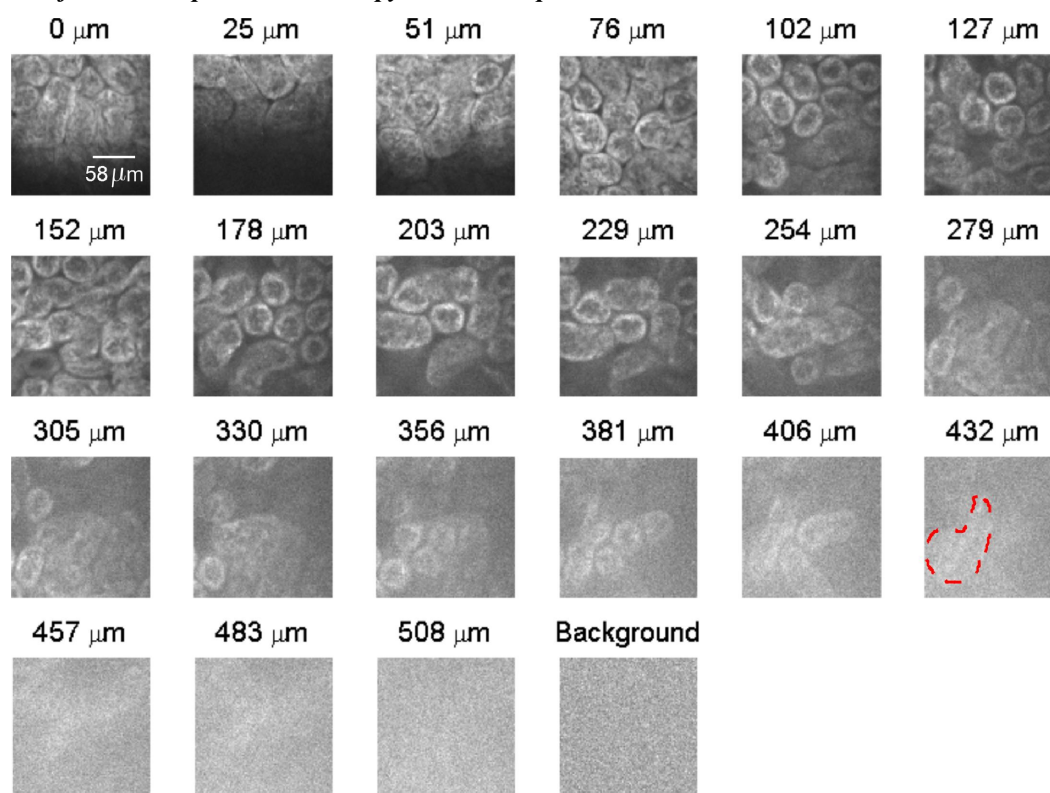 0 μm 25 μm 51 μm 76 μm 102 μm 127 μm
58 μm
152 μm 178 μm 203 μm 229 μm 254 μm 279 μm
305 μm 330 μm 356 μm 381 μm 406 μm 432 μm
457 μm 483 μm 508 μm Background